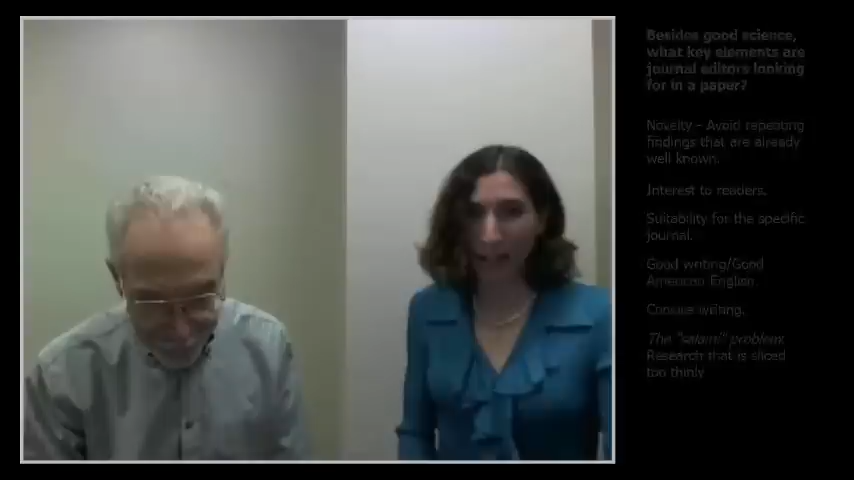 Besides good science,
what key elements are
journal editors looking
for in a paper?
Novelty - Avoid repeating
findings that are already
well known.
Interest to readers.
Suitability for the specific
journal.
Good writing/Good
American English.
Concise writing.
The "salami" problem.
Research that is sliced
too thinly